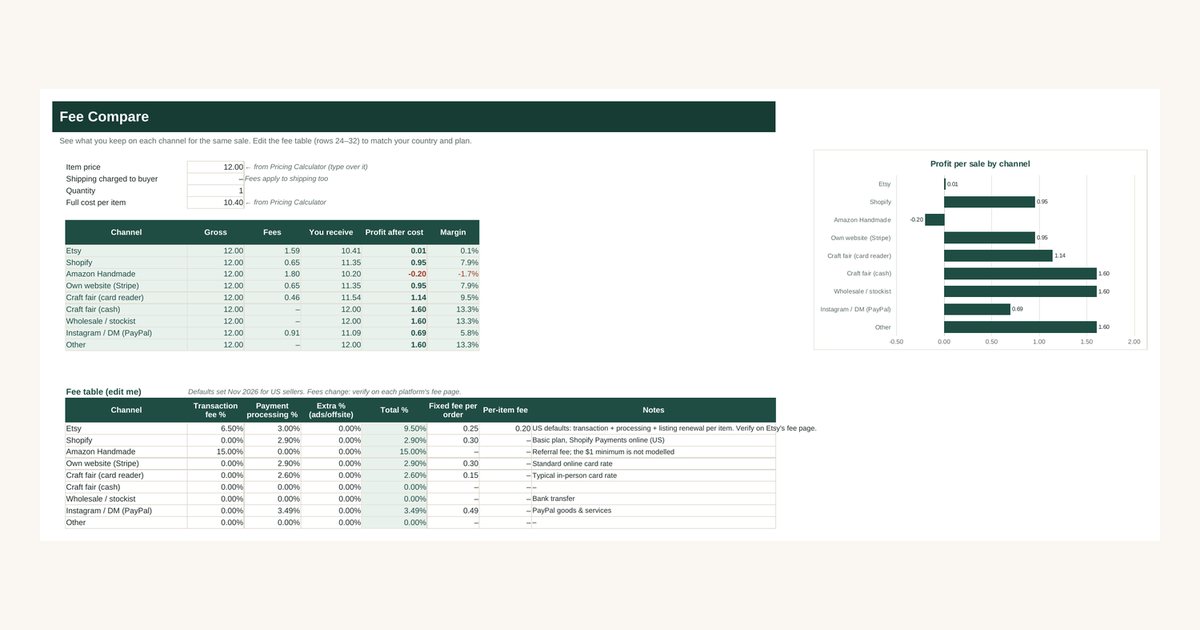 Fee Compare
See what you keep on each channel for the same sale. Edit the fee table (rows 24–32) to match your country and plan.
Item price 12.00 ← from Pricing Calculator (type over it)
Shipping charged to buyer – Fees apply to shipping too
Quantity 1
Full cost per item 10.40 ← from Pricing Calculator
Channel Gross Fees You receive Profit after cost Margin
Etsy 12.00 1.59 10.41 0.01 0.1%
Shopify 12.00 0.65 11.35 0.95 7.9%
Amazon Handmade 12.00 1.80 10.20 -0.20 -1.7%
Own website (Stripe) 12.00 0.65 11.35 0.95 7.9%
Craft fair (card reader) 12.00 0.46 11.54 1.14 9.5%
Craft fair (cash) 12.00 – 12.00 1.60 13.3%
Wholesale / stockist 12.00 – 12.00 1.60 13.3%
Instagram / DM (PayPal) 12.00 0.91 11.09 0.69 5.8%
Other 12.00 – 12.00 1.60 13.3%
Profit per sale by channel
Etsy 0.01
Shopify 0.95
Amazon Handmade -0.20
Own website (Stripe) 0.95
Craft fair (card reader) 1.14
Craft fair (cash) 1.60
Wholesale / stockist 1.60
Instagram / DM (PayPal) 0.69
Other 1.60
-0.50 0.00 0.50 1.00 1.50 2.00
Fee table (edit me) Defaults set Nov 2026 for US sellers. Fees change: verify on each platform's fee page.
Channel Transaction fee % Payment processing % Extra % (ads/offsite) Total % Fixed fee per order Per-item fee Notes
Etsy 6.50% 3.00% 0.00% 9.50% 0.25 0.20 US defaults: transaction + processing + listing renewal per item. Verify on Etsy's fee page.
Shopify 0.00% 2.90% 0.00% 2.90% 0.30 – Basic plan, Shopify Payments online (US)
Amazon Handmade 15.00% 0.00% 0.00% 15.00% – – Referral fee; the $1 minimum is not modelled
Own website (Stripe) 0.00% 2.90% 0.00% 2.90% 0.30 – Standard online card rate
Craft fair (card reader) 0.00% 2.60% 0.00% 2.60% 0.15 – Typical in-person card rate
Craft fair (cash) 0.00% 0.00% 0.00% 0.00% – – –
Wholesale / stockist 0.00% 0.00% 0.00% 0.00% – – Bank transfer
Instagram / DM (PayPal) 0.00% 3.49% 0.00% 3.49% 0.49 – PayPal goods & services
Other 0.00% 0.00% 0.00% 0.00% – – –